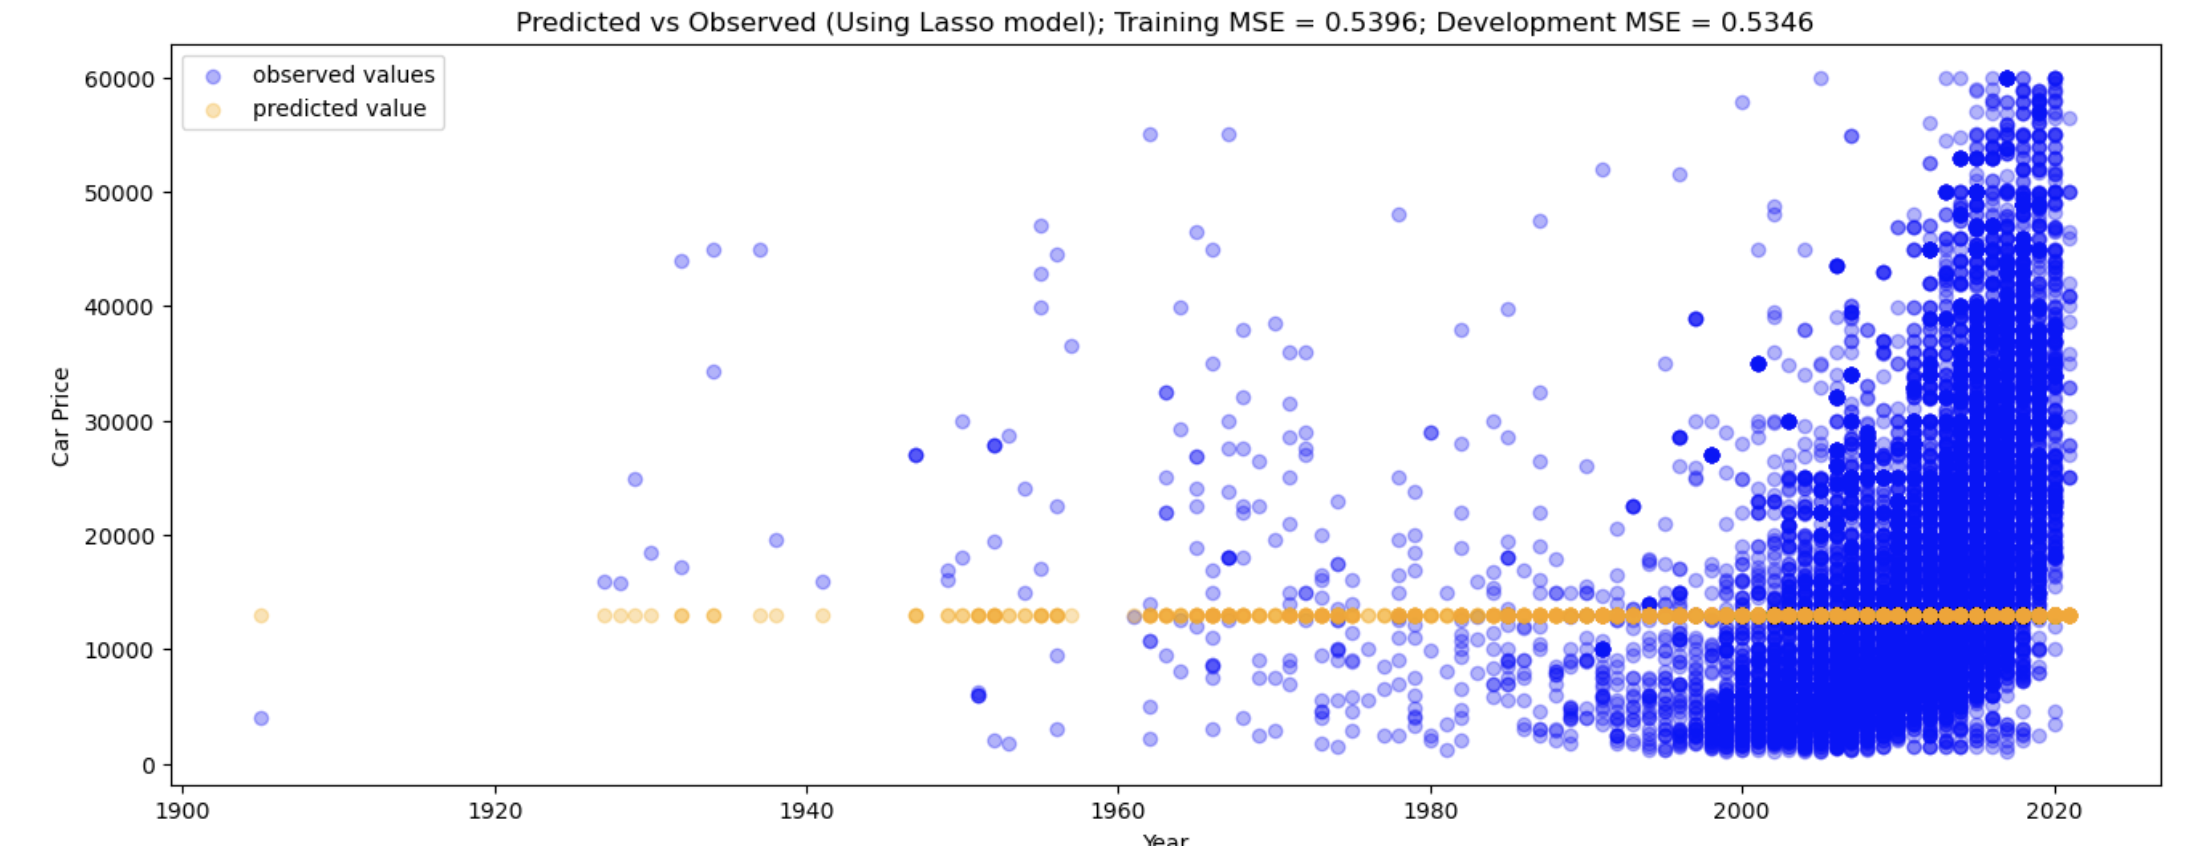 Predicted vs Observed (Using Lasso model); Training MSE = 0.5396; Development MSE = 0.5346
observed values
predicted value
60000
50000
40000
30000
20000
10000
0
Car Price
1900 1920 1940 1960 1980 2000 2020
Year